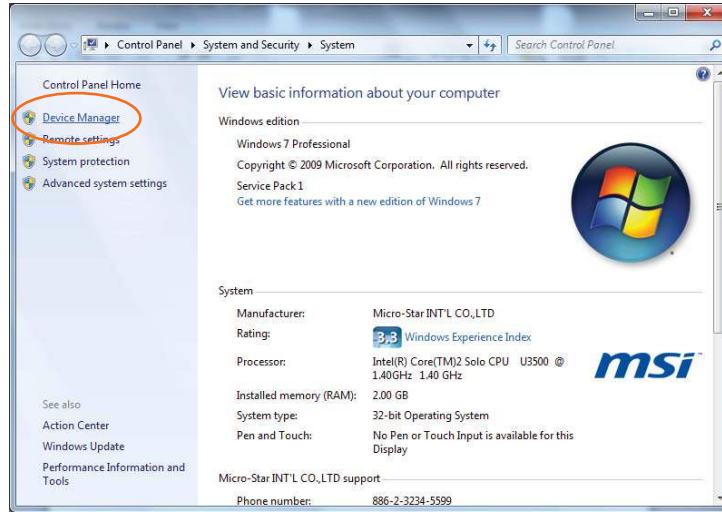 Control Panel ▸ System and Security ▸ System
Search Control Panel
Control Panel Home
Device Manager
Remote settings
System protection
Advanced system settings
See also
Action Center
Windows Update
Performance Information and
Tools
View basic information about your computer
Windows edition
Windows 7 Professional
Copyright © 2009 Microsoft Corporation. All rights reserved.
Service Pack 1
Get more features with a new edition of Windows 7
System
Manufacturer: Micro-Star INT'L CO.,LTD
Rating: 3.3 Windows Experience Index
Processor: Intel(R) Core(TM)2 Solo CPU U3500 @
1.40GHz 1.40 GHz
Installed memory (RAM): 2.00 GB
System type: 32-bit Operating System
Pen and Touch: No Pen or Touch Input is available for this
Display
msi
Micro-Star INT'L CO.,LTD support
Phone number: 886-2-3234-5599